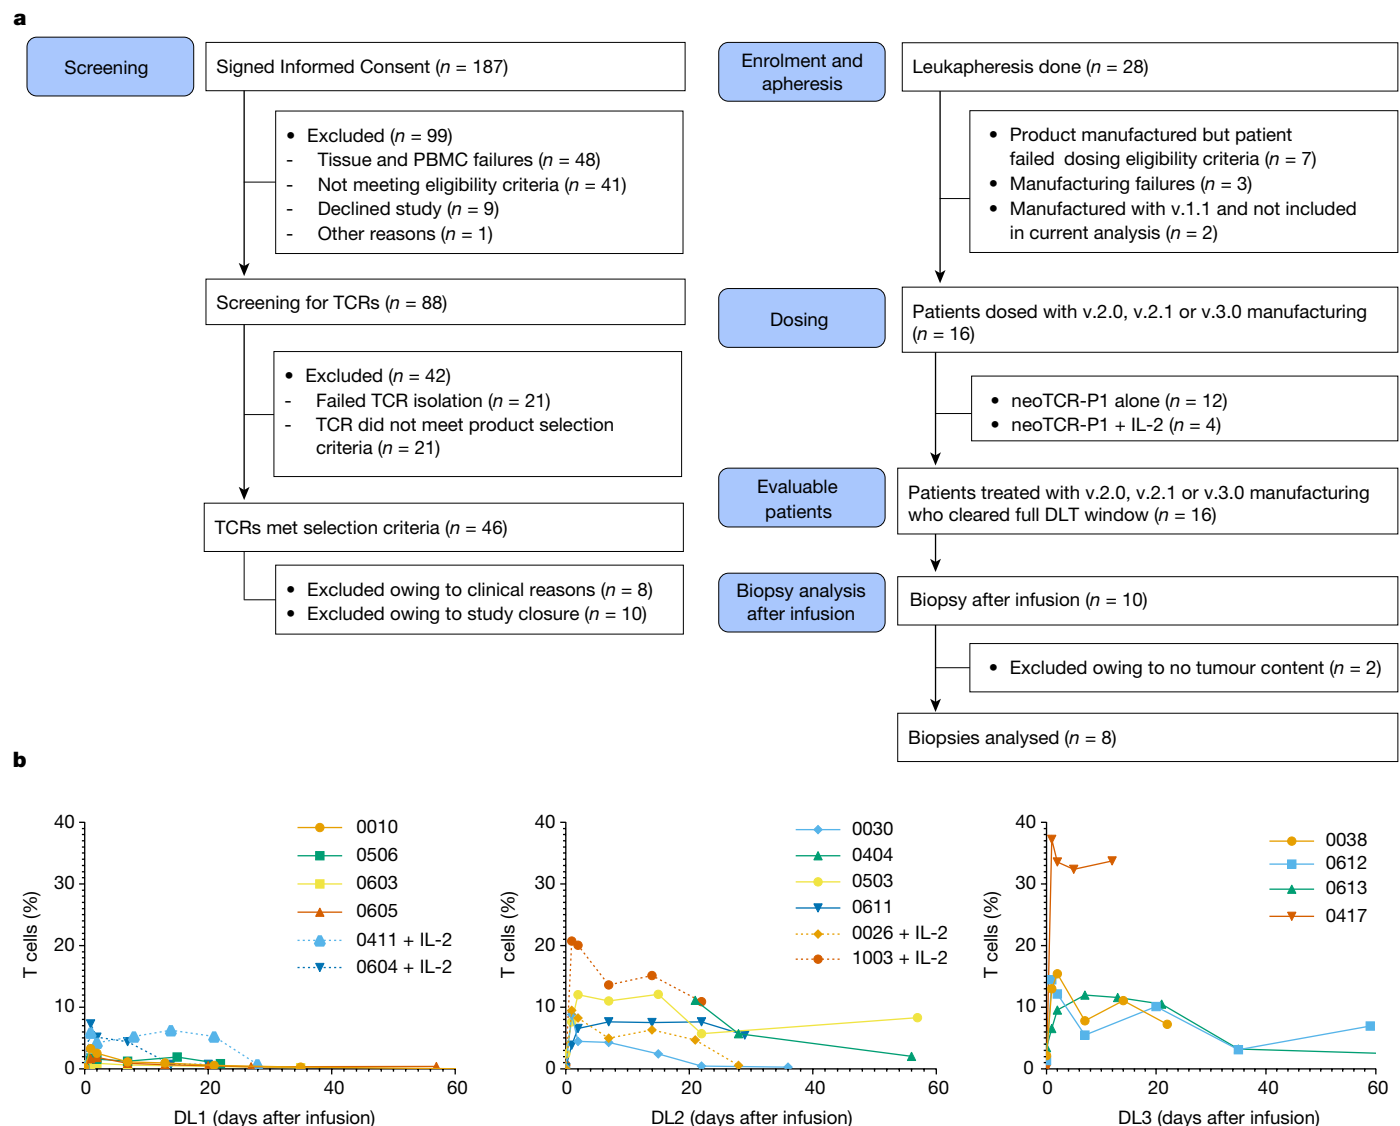 a
Screening
Signed Informed Consent (n = 187)
• Excluded (n = 99)
- Tissue and PBMC failures (n = 48)
- Not meeting eligibility criteria (n = 41)
- Declined study (n = 9)
- Other reasons (n = 1)
Screening for TCRs (n = 88)
• Excluded (n = 42)
- Failed TCR isolation (n = 21)
- TCR did not meet product selection
criteria (n = 21)
TCRs met selection criteria (n = 46)
• Excluded owing to clinical reasons (n = 8)
• Excluded owing to study closure (n = 10)
Enrolment and
apheresis
Leukapheresis done (n = 28)
• Product manufactured but patient
failed dosing eligibility criteria (n = 7)
• Manufacturing failures (n = 3)
• Manufactured with v.1.1 and not included
in current analysis (n = 2)
Dosing
Patients dosed with v.2.0, v.2.1 or v.3.0 manufacturing
(n = 16)
• neoTCR-P1 alone (n = 12)
• neoTCR-P1 + IL-2 (n = 4)
Evaluable
patients
Patients treated with v.2.0, v.2.1 or v.3.0 manufacturing
who cleared full DLT window (n = 16)
Biopsy analysis
after infusion
Biopsy after infusion (n = 10)
• Excluded owing to no tumour content (n = 2)
Biopsies analysed (n = 8)
b
40
30
20
10
0
T cells (%)
0
20
40
60
DL1 (days after infusion)
0010
0506
0603
0605
0411 + IL-2
0604 + IL-2
40
30
20
10
0
T cells (%)
0
20
40
60
DL2 (days after infusion)
0030
0404
0503
0611
0026 + IL-2
1003 + IL-2
40
30
20
10
0
T cells (%)
0
20
40
60
DL3 (days after infusion)
0038
0612
0613
0417